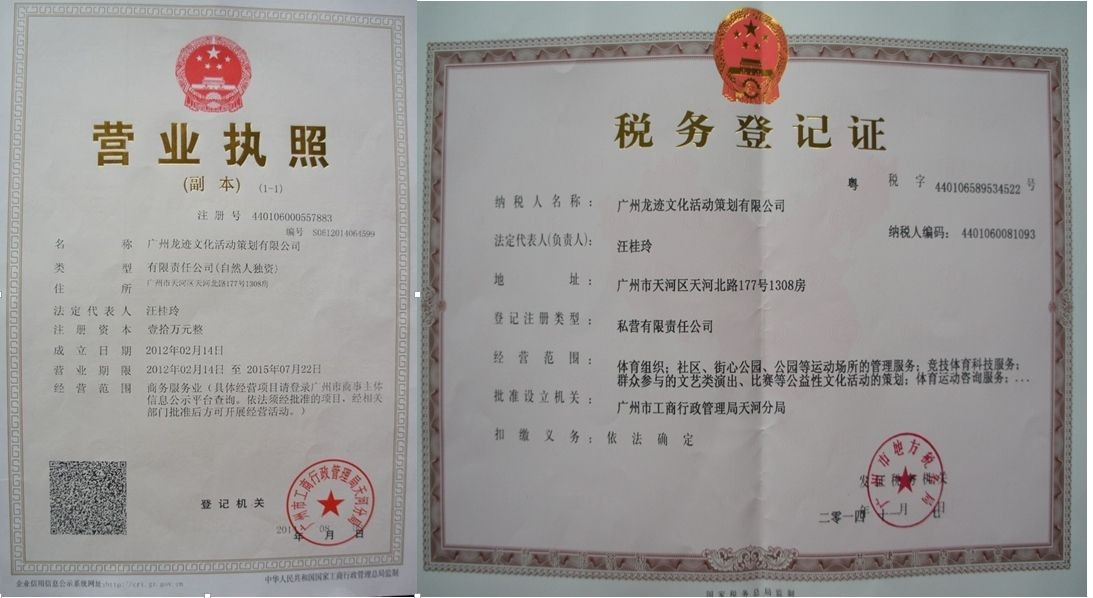 营业执照
(副 本) (1-1)
注 册 号 440106000557883
编号 S0612014064599
名 称 广州龙迹文化活动策划有限公司
类 型 有限责任公司(自然人独资)
住 所 广州市天河区天河北路177号1308房
法 定 代 表 人 汪桂玲
注 册 资 本 壹拾万元整
成 立 日 期 2012年02月14日
营 业 期 限 2012年02月14日 至 2015年07月22日
经 营 范 围 商务服务业(具体经营项目请登录广州市商事主体
信息公示平台查询。依法须经批准的项目,经相关
部门批准后方可开展经营活动。)
登 记 机 关
广州市工商行政管理局天河分局
年 月 日
企业信用信息公示系统网址:http://cri.gz.gov.cn
中华人民共和国国家工商行政管理总局监制
税务登记证
粤 税 字 440106589534522 号
纳税人编码: 4401060081093
纳 税 人 名 称 : 广州龙迹文化活动策划有限公司
法定代表人(负责人): 汪桂玲
地 址 : 广州市天河区天河北路177号1308房
登 记 注 册 类 型 : 私营有限责任公司
经 营 范 围 : 体育组织;社区、街心公园、公园等运动场所的管理服务;竞技体育科技服务;
群众参与的文艺类演出、比赛等公益性文化活动的策划;体育运动咨询服务;...
批 准 设 立 机 关 : 广州市工商行政管理局天河分局
扣 缴 义 务 : 依 法 确 定
广州市地方税务局
发 证 税 务 机 关
二零一四 年 十一 月 日
国 家 税 务 总 局 监 制